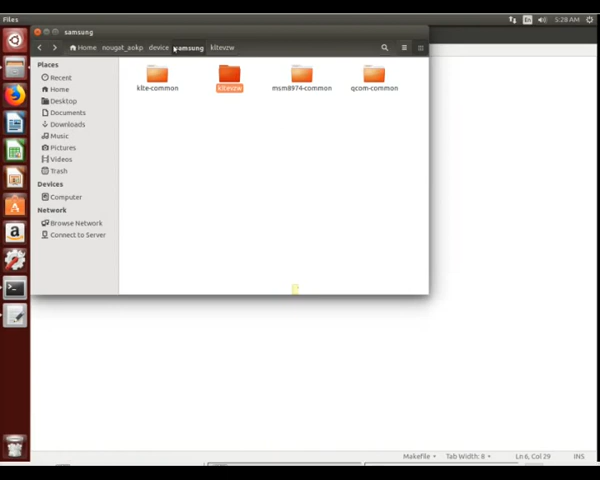 Files
En
5:28 AM
samsung
Home
nougat_aokp
device
samsung
kltevzw
Places
Recent
Home
Desktop
Documents
Downloads
Music
Pictures
Videos
Trash
Devices
Computer
Network
Browse Network
Connect to Server
klte-common
kltevzw
msm8974-common
qcom-common
Makefile
Tab Width: 8
Ln 6, Col 29
INS